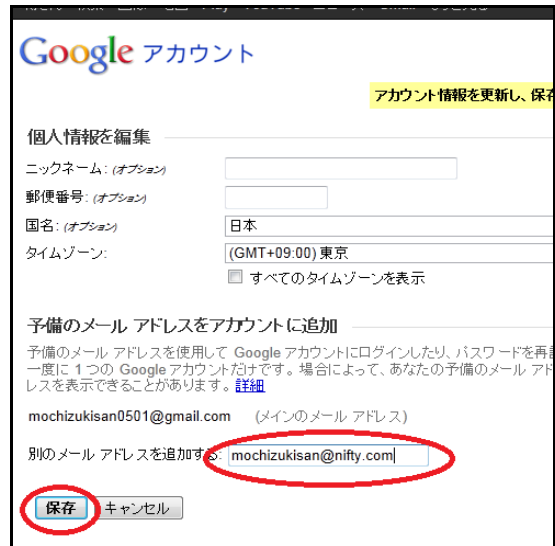 Google アカウント
アカウント情報を更新し、保存
個人情報を編集
ニックネーム: (オプション)
郵便番号: (オプション)
国名: (オプション) 日本
タイムゾーン: (GMT+09:00) 東京
すべてのタイムゾーンを表示
予備のメール アドレスをアカウントに追加
予備のメール アドレスを使用して Google アカウントにログインしたり、パスワードを再
一度に 1 つの Google アカウントだけです。場合によって、あなたの予備のメール アド
レスを表示できることがあります。詳細
mochizukisan0501@gmail.com (メインのメール アドレス)
別のメール アドレスを追加する: mochizukisan@nifty.com
保存 キャンセル